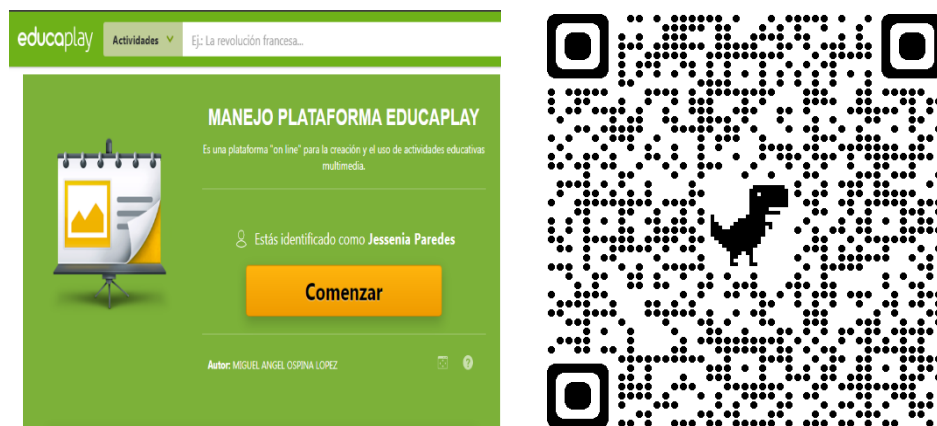 educaplay Actividades Ej.: La revolución francesa...
MANEJO PLATAFORMA EDUCAPLAY
Es una plataforma "on line" para la creación y el uso de actividades educativas
multimedia.
Estás identificado como Jessenia Paredes
Comenzar
Autor: MIGUEL ANGEL OSPINA LOPEZ